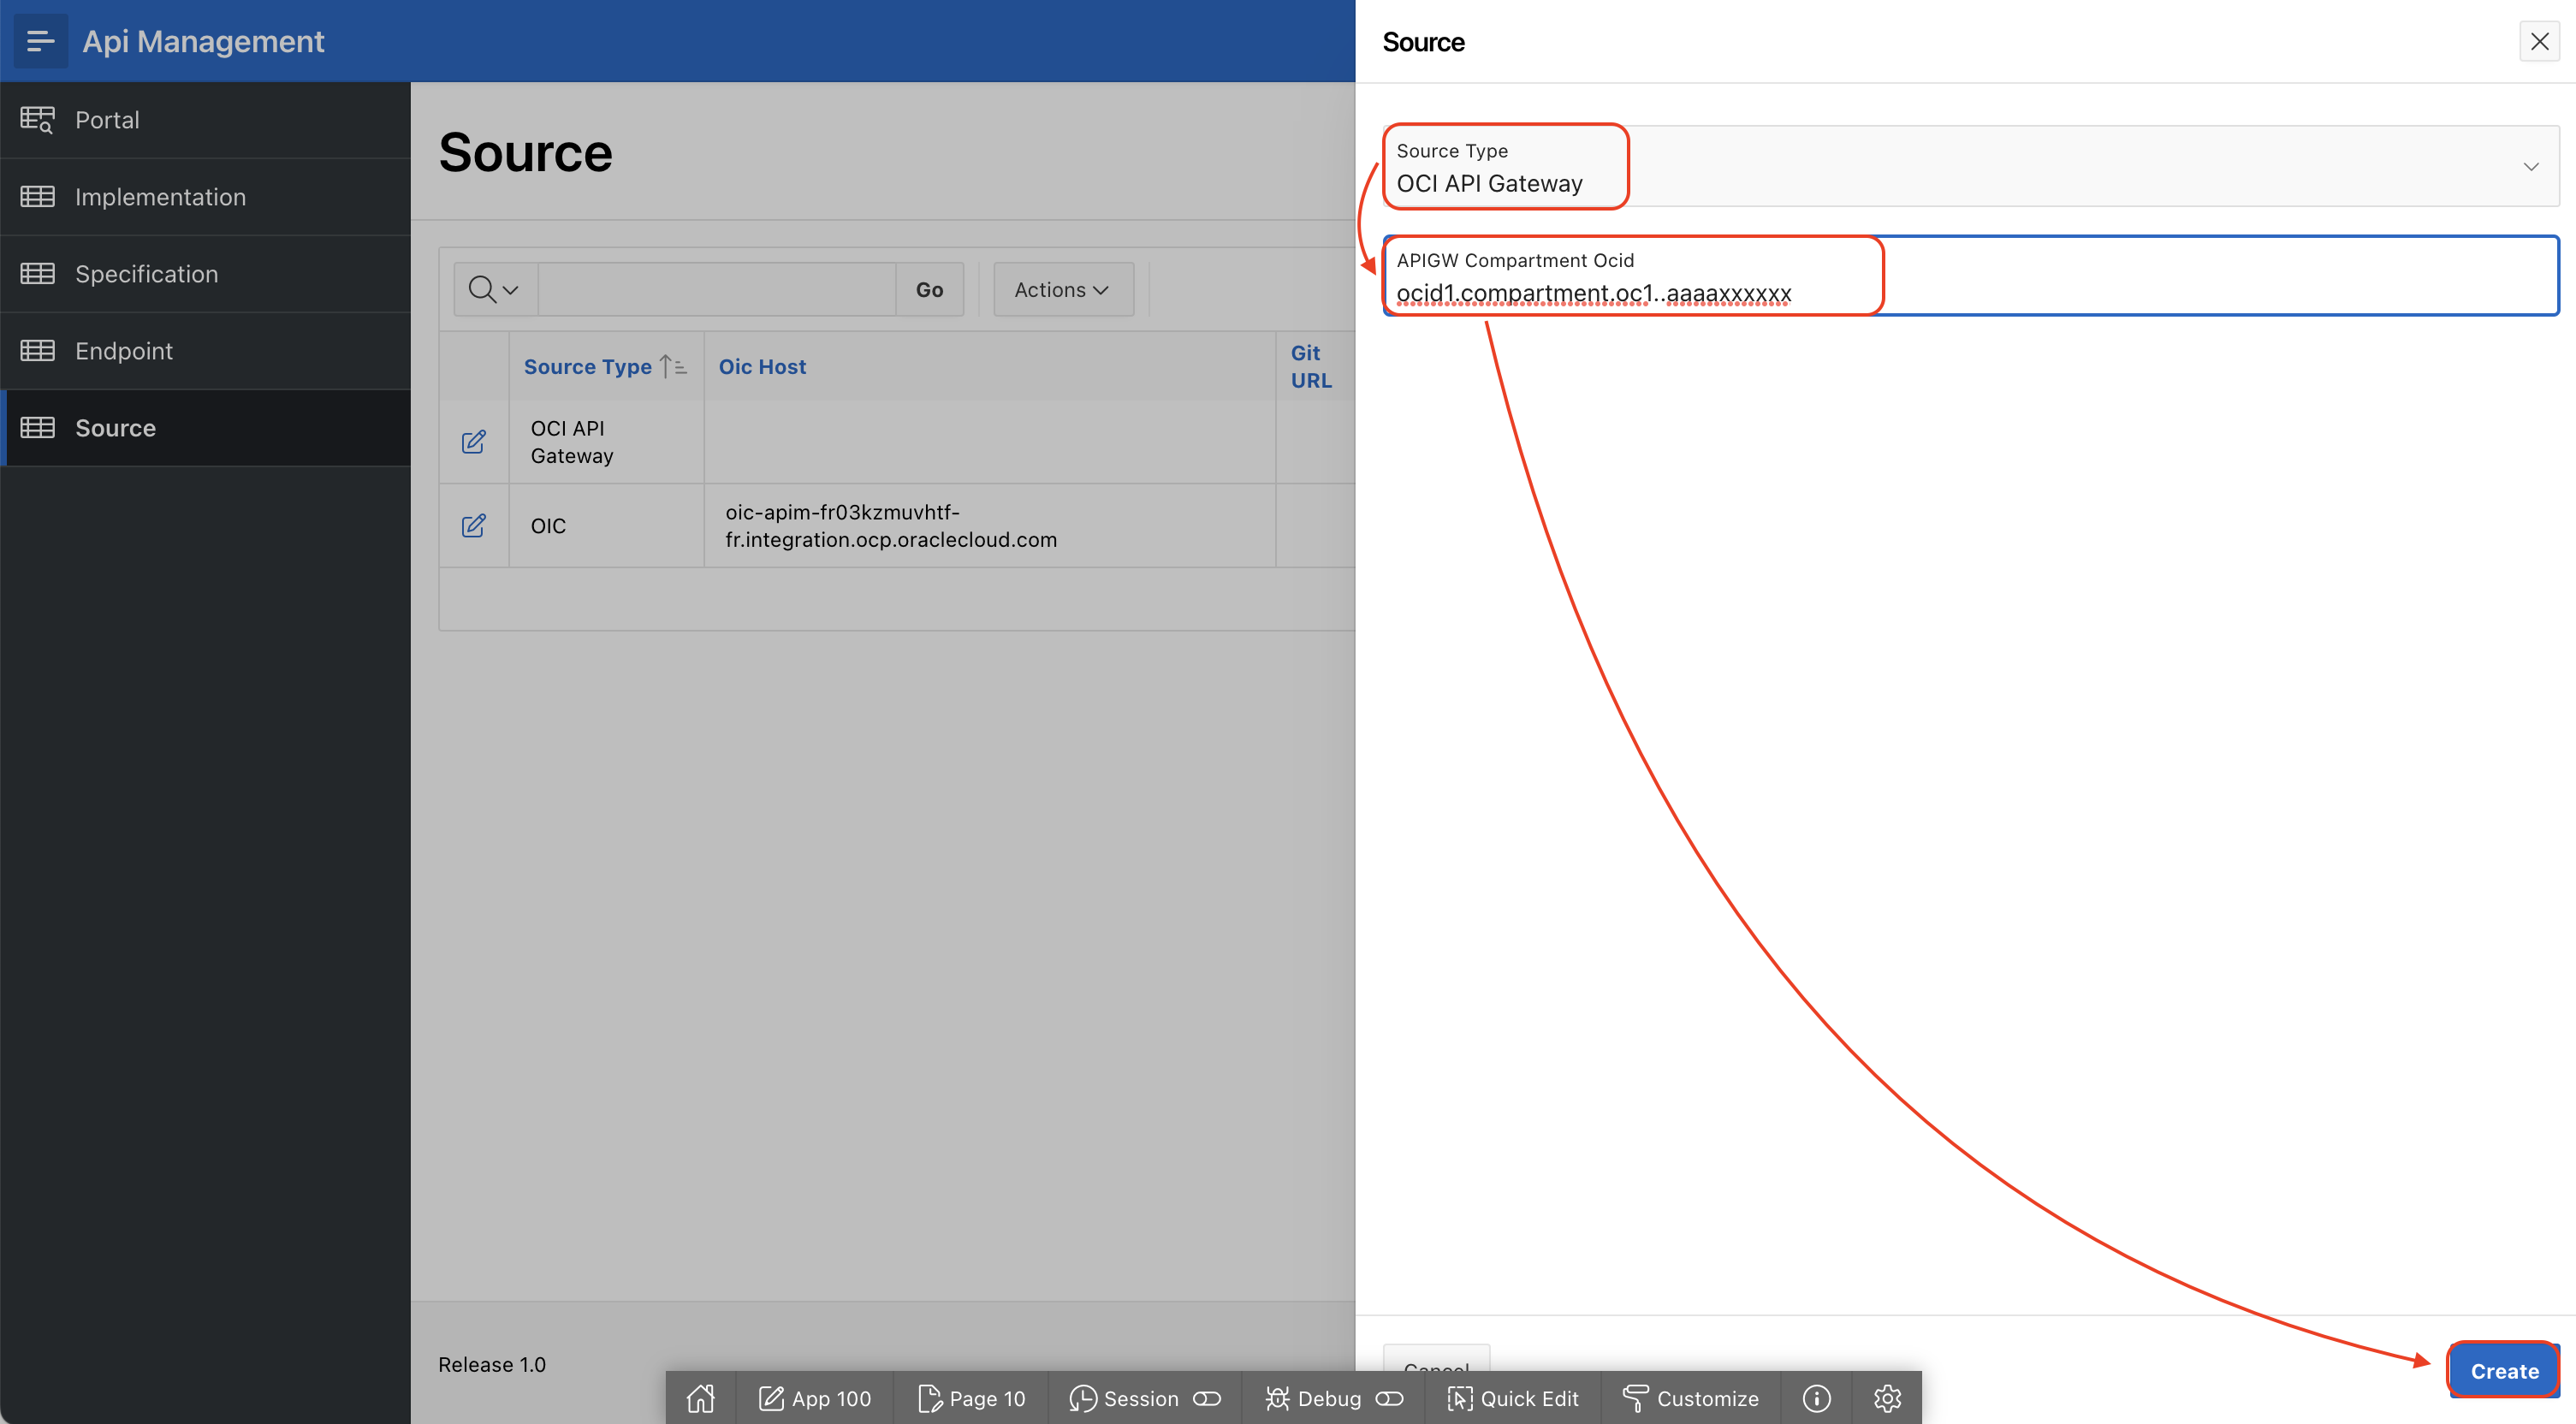 Api Management
Portal
Implementation
Specification
Endpoint
Source
Source
Go
Actions
Source Type
Oic Host
Git
URL
OCI API
Gateway
OIC
oic-apim-fr03kzmuvhtf-
fr.integration.ocp.oraclecloud.com
Release 1.0
Source
Source Type
OCI API Gateway
APIGW Compartment Ocid
ocid1.compartment.oc1..aaaaxxxxxx
Cancel
Create
App 100
Page 10
Session
Debug
Quick Edit
Customize